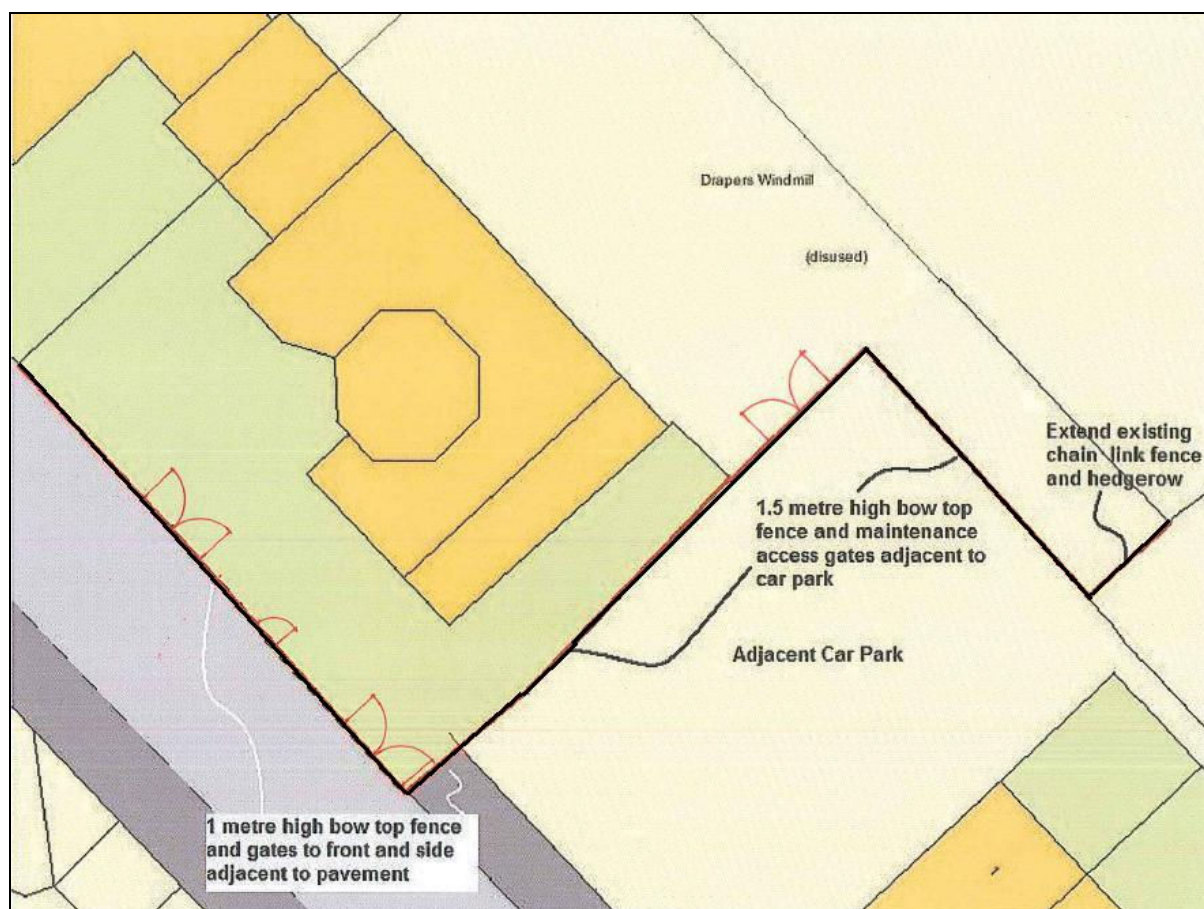 Drapers Windmill
(disused)
Extend existing
chain link fence
and hedgerow
1.5 metre high bow top
fence and maintenance
access gates adjacent to
car park
Adjacent Car Park
1 metre high bow top fence
and gates to front and side
adjacent to pavement